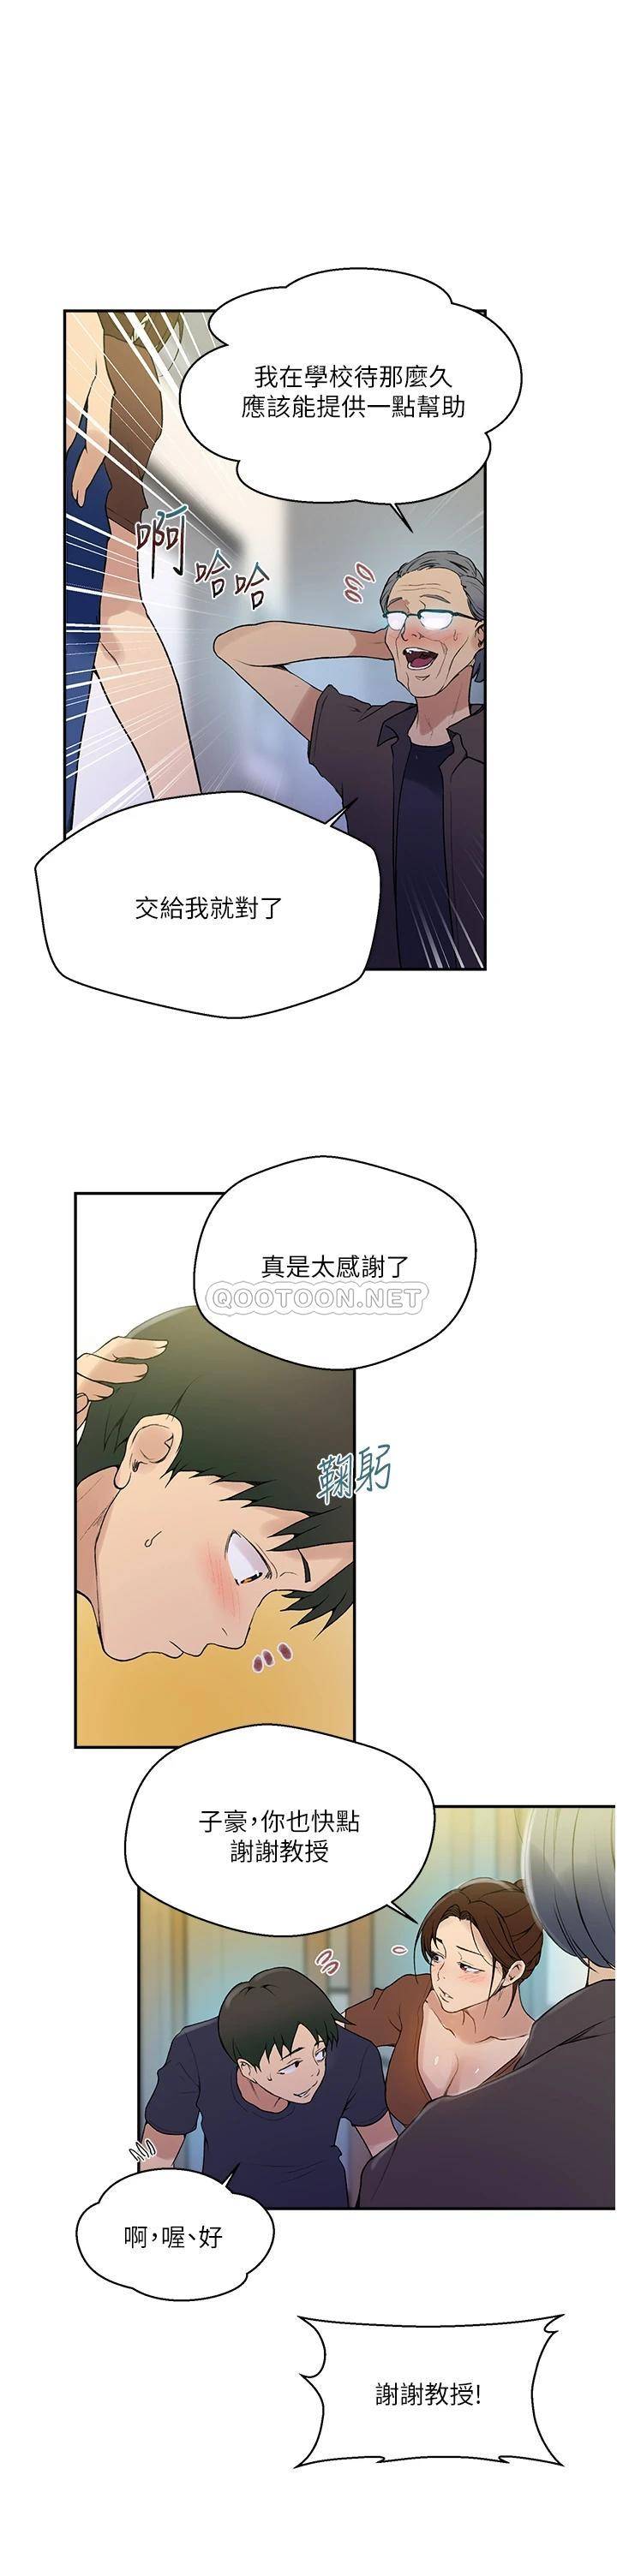 我在學校待那麼久
應該能提供一點幫助
啊
哈哈
交給我就對了
真是太感謝了
QOOTOON.NET
鞠躬
子豪,你也快點
謝謝教授
啊,喔、好
謝謝教授!